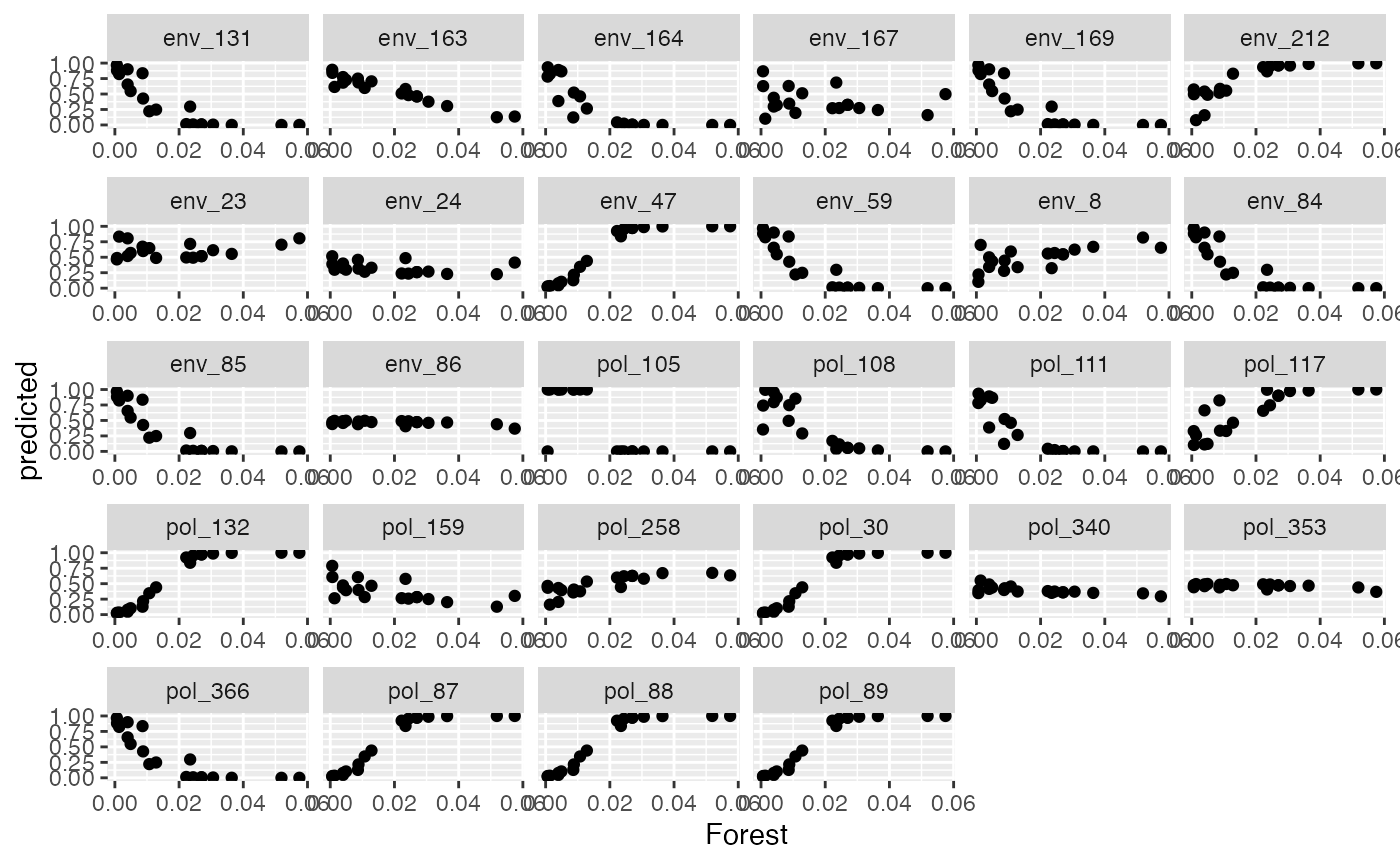 env_131 env_163 env_164 env_167 env_169 env_212
1.00
0.75
0.50
0.25
0.00
0.00 0.02 0.04 0.06 0.00 0.02 0.04 0.06 0.00 0.02 0.04 0.06 0.00 0.02 0.04 0.06 0.00 0.02 0.04 0.06 0.00 0.02 0.04 0.06
env_23 env_24 env_47 env_59 env_8 env_84
1.00
0.75
0.50
0.25
0.00
0.00 0.02 0.04 0.06 0.00 0.02 0.04 0.06 0.00 0.02 0.04 0.06 0.00 0.02 0.04 0.06 0.00 0.02 0.04 0.06 0.00 0.02 0.04 0.06
env_85 env_86 pol_105 pol_108 pol_111 pol_117
1.00
0.75
0.50
0.25
0.00
0.00 0.02 0.04 0.06 0.00 0.02 0.04 0.06 0.00 0.02 0.04 0.06 0.00 0.02 0.04 0.06 0.00 0.02 0.04 0.06 0.00 0.02 0.04 0.06
predicted
pol_132 pol_159 pol_258 pol_30 pol_340 pol_353
1.00
0.75
0.50
0.25
0.00
0.00 0.02 0.04 0.06 0.00 0.02 0.04 0.06 0.00 0.02 0.04 0.06 0.00 0.02 0.04 0.06 0.00 0.02 0.04 0.06 0.00 0.02 0.04 0.06
pol_366 pol_87 pol_88 pol_89
1.00
0.75
0.50
0.25
0.00
0.00 0.02 0.04 0.06 0.00 0.02 0.04 0.06 0.00 0.02 0.04 0.06 0.00 0.02 0.04 0.06
Forest